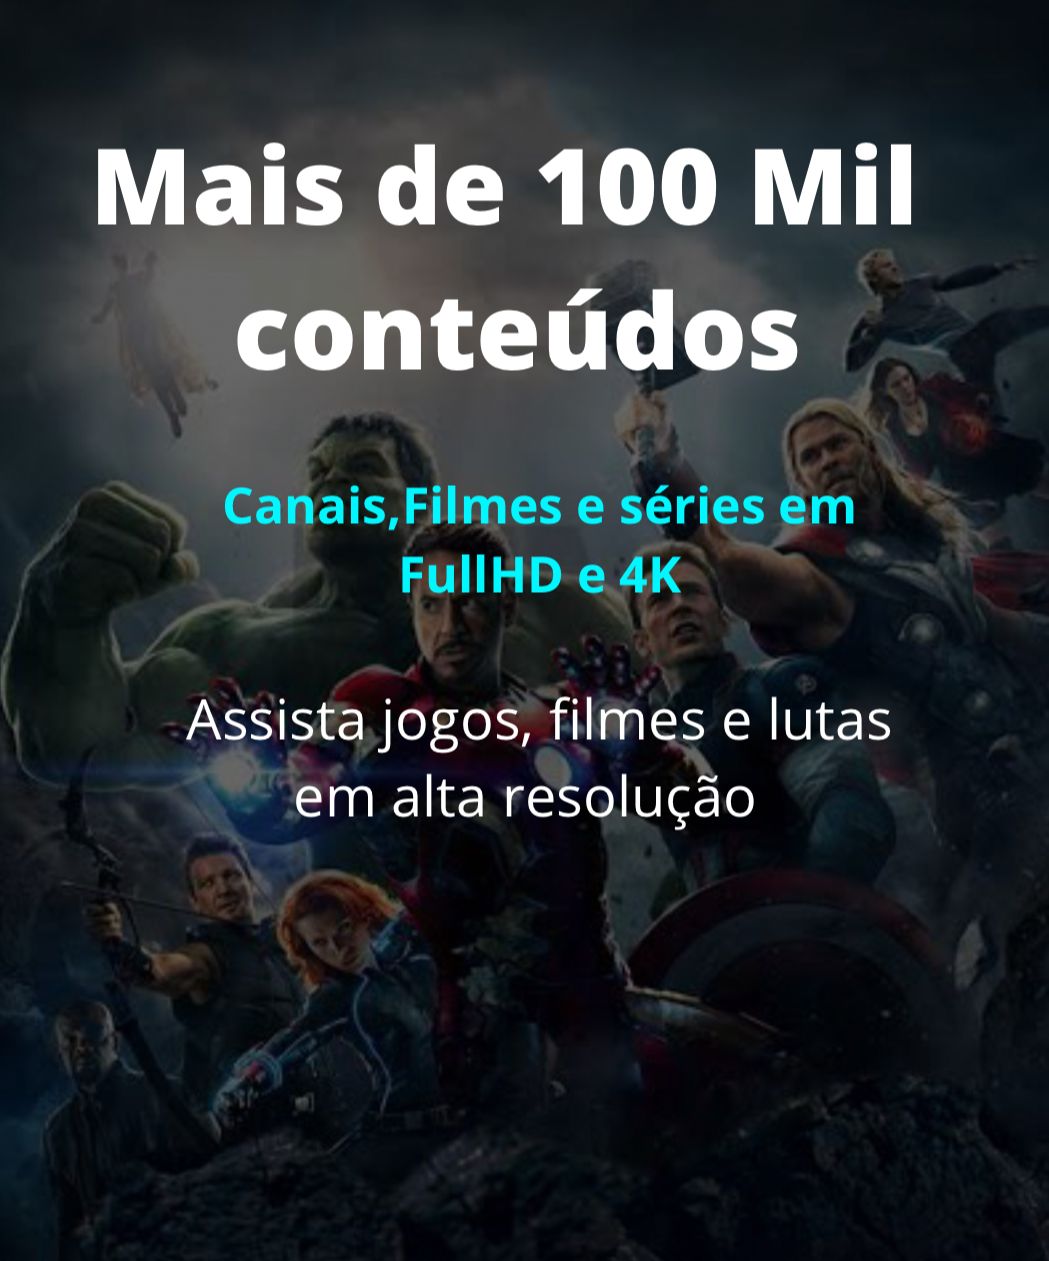 Mais de 100 Mil
conteúdos
Canais,Filmes e séries em
FullHD e 4K
Assista jogos, filmes e lutas
em alta resolução